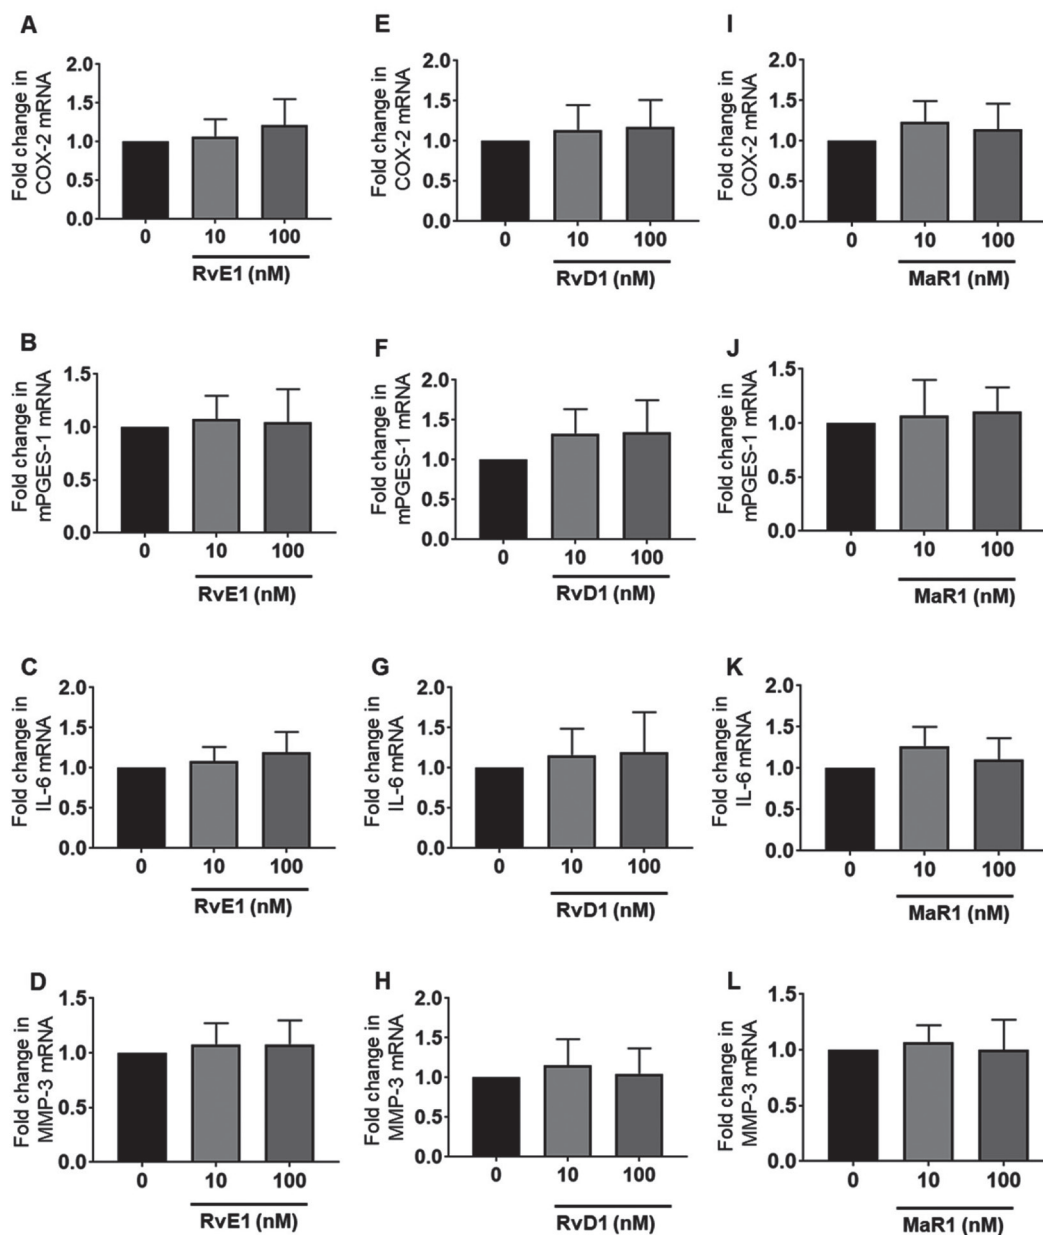 A
Fold change in
COX-2 mRNA
2.0
1.5
1.0
0.5
0.0
0 10 100
RvE1 (nM)
E
Fold change in
COX-2 mRNA
2.0
1.5
1.0
0.5
0.0
0 10 100
RvD1 (nM)
I
Fold change in
COX-2 mRNA
2.0
1.5
1.0
0.5
0.0
0 10 100
MaR1 (nM)
B
Fold change in
mPGES-1 mRNA
1.5
1.0
0.5
0.0
0 10 100
RvE1 (nM)
F
Fold change in
mPGES-1 mRNA
2.0
1.5
1.0
0.5
0.0
0 10 100
RvD1 (nM)
J
Fold change in
mPGES-1 mRNA
1.5
1.0
0.5
0.0
0 10 100
MaR1 (nM)
C
Fold change in
IL-6 mRNA
2.0
1.5
1.0
0.5
0.0
0 10 100
RvE1 (nM)
G
Fold change in
IL-6 mRNA
2.0
1.5
1.0
0.5
0.0
0 10 100
RvD1 (nM)
K
Fold change in
IL-6 mRNA
2.0
1.5
1.0
0.5
0.0
0 10 100
MaR1 (nM)
D
Fold change in
MMP-3 mRNA
1.5
1.0
0.5
0.0
0 10 100
RvE1 (nM)
H
Fold change in
MMP-3 mRNA
2.0
1.5
1.0
0.5
0.0
0 10 100
RvD1 (nM)
L
Fold change in
MMP-3 mRNA
1.5
1.0
0.5
0.0
0 10 100
MaR1 (nM)